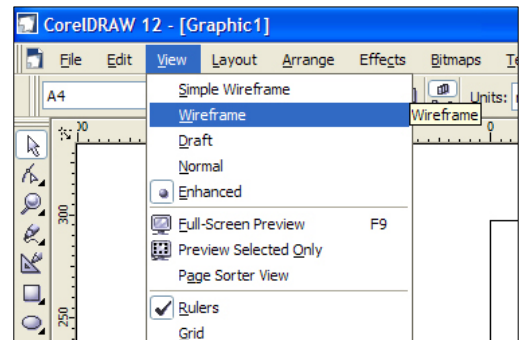 CorelDRAW 12 - [Graphic1]
File Edit View Layout Arrange Effects Bitmaps
A4
Units:
Simple Wireframe
Wireframe
Wireframe
Draft
Normal
Enhanced
Full-Screen Preview F9
Preview Selected Only
Page Sorter View
Rulers
Grid
300
250
0